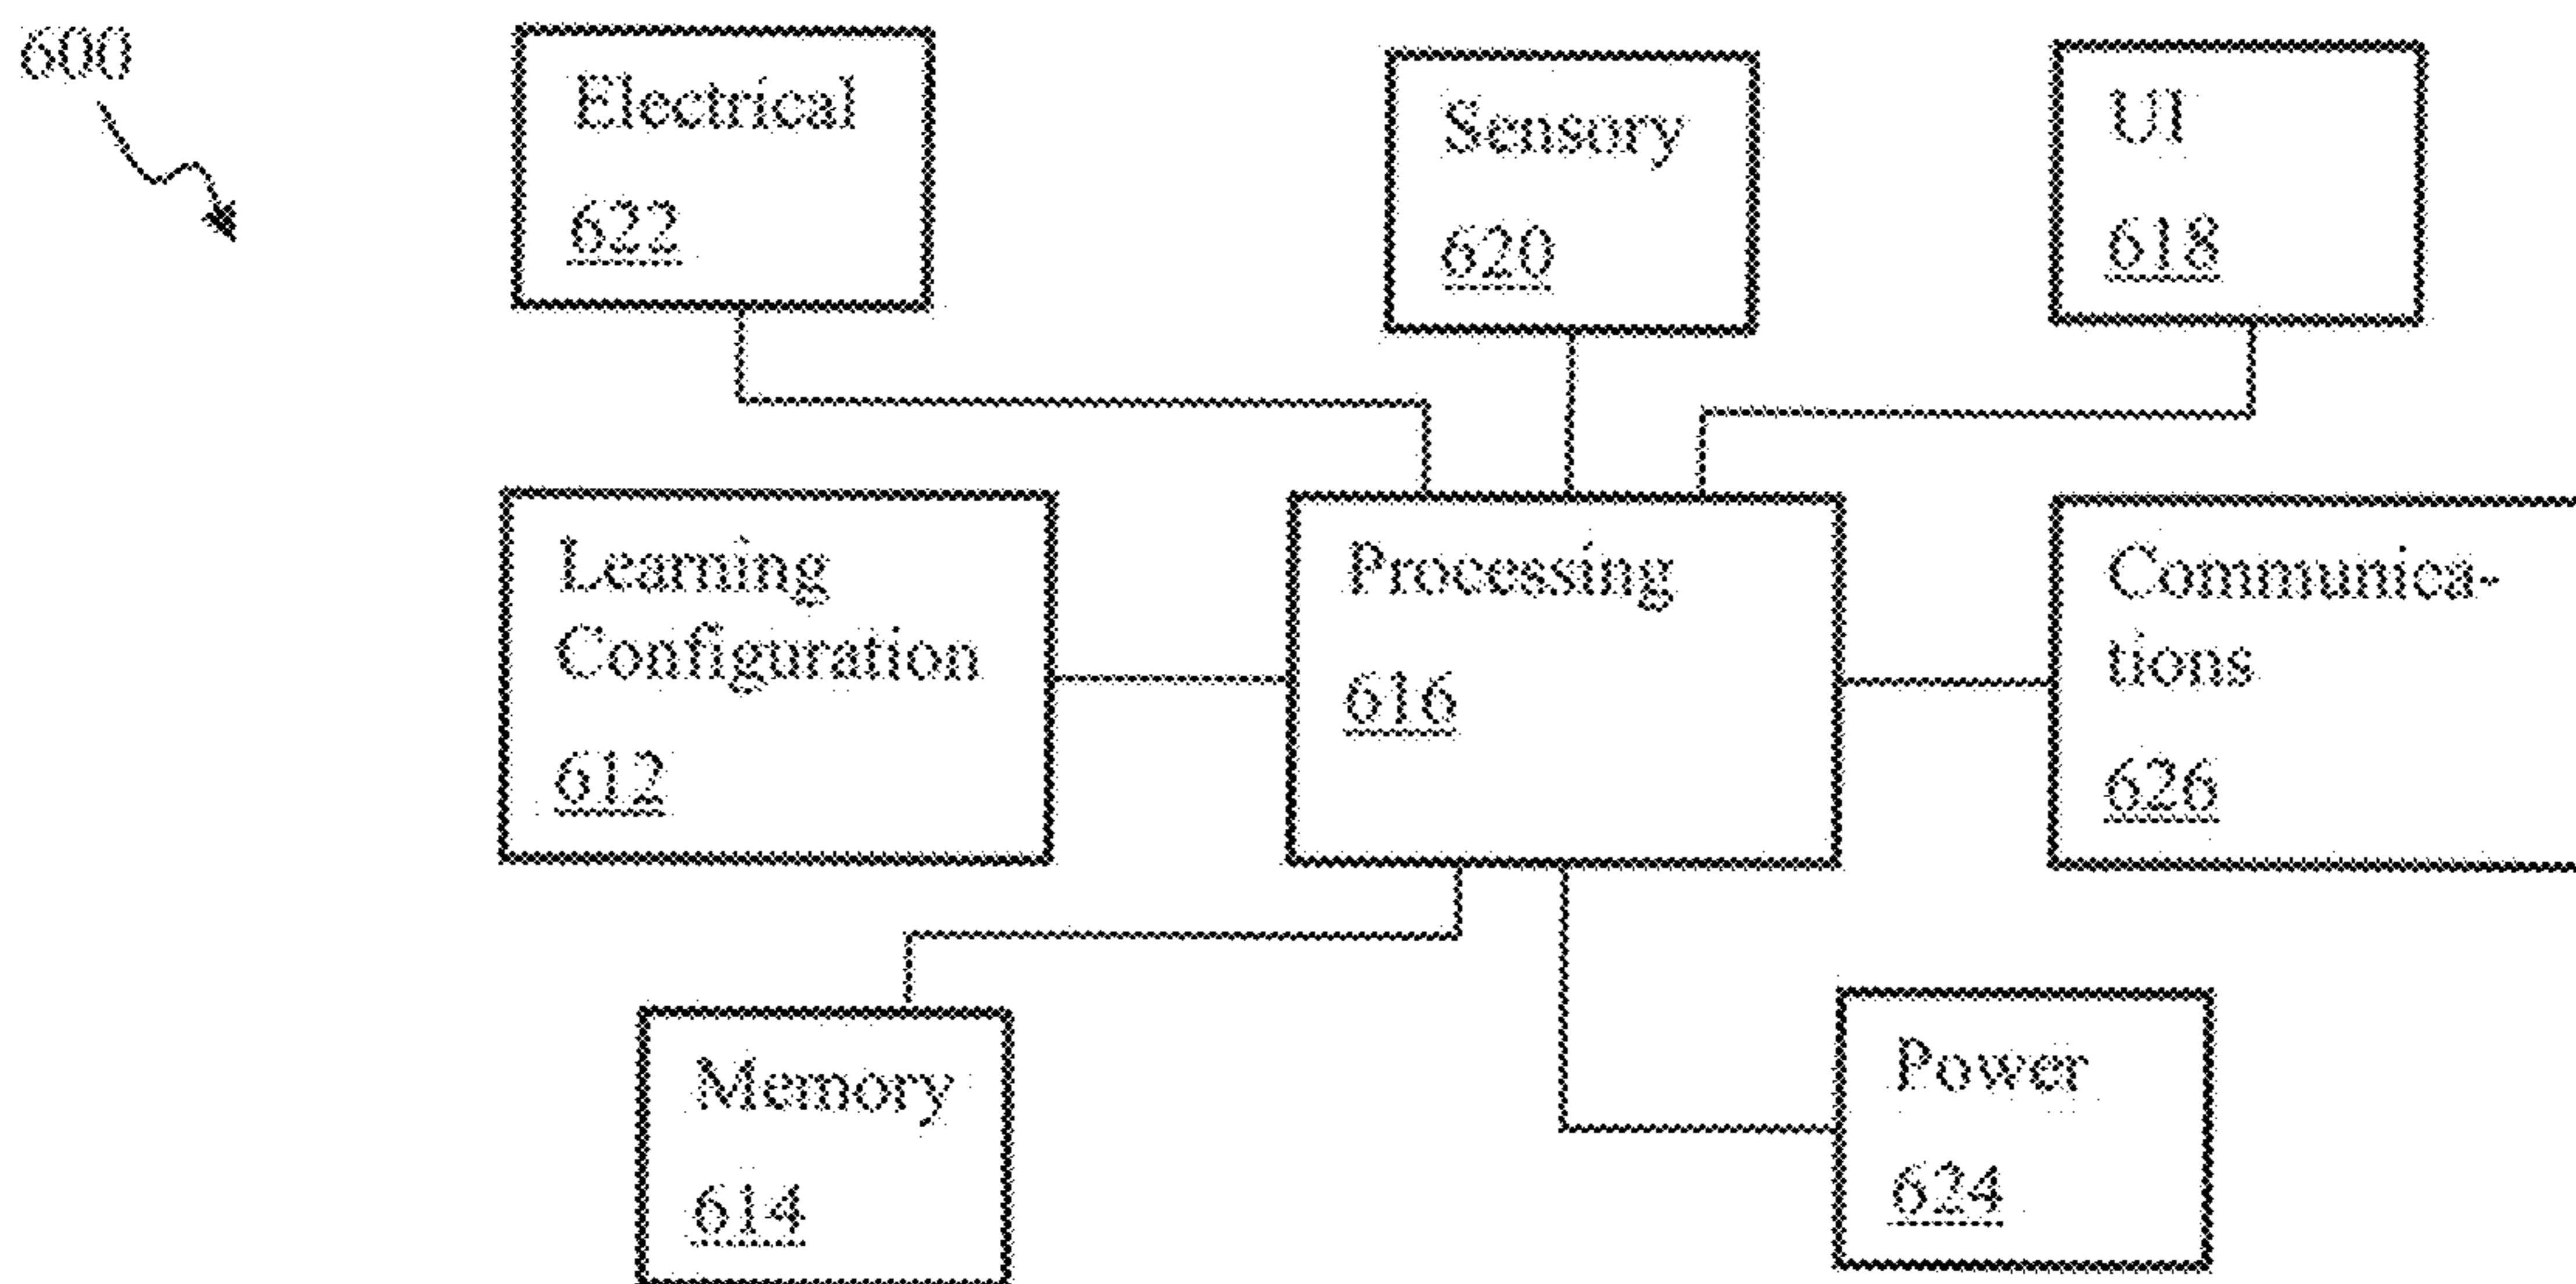 600
Electrical
622
Sensory
620
UI
618
Learning
Configuration
612
Processing
616
Communica-
tions
626
Memory
614
Power
624